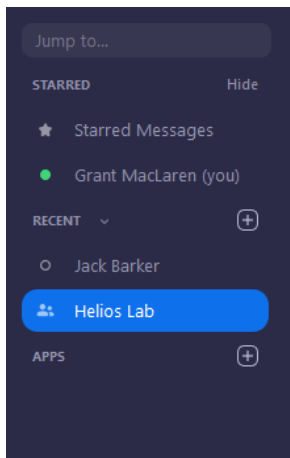 Jump to...
STARRED Hide
Starred Messages
Grant MacLaren (you)
RECENT
Jack Barker
Helios Lab
APPS